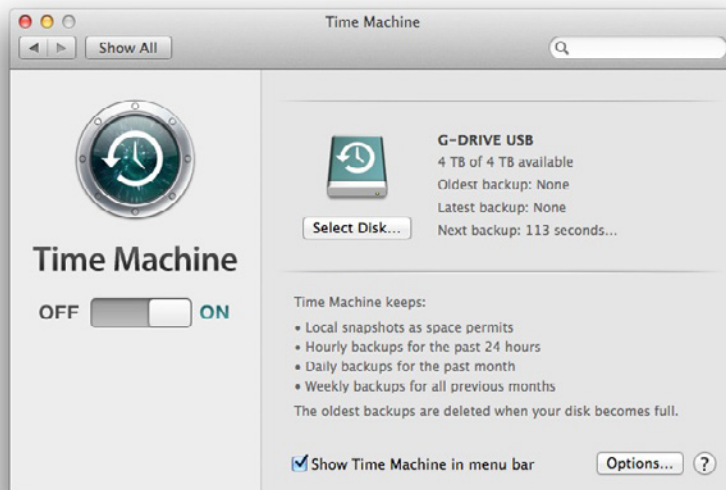 Time Machine
Show All
G-DRIVE USB
4 TB of 4 TB available
Oldest backup: None
Latest backup: None
Next backup: 113 seconds...
Select Disk...
Time Machine
OFF ON
Time Machine keeps:
• Local snapshots as space permits
• Hourly backups for the past 24 hours
• Daily backups for the past month
• Weekly backups for all previous months
The oldest backups are deleted when your disk becomes full.
Show Time Machine in menu bar
Options... ?